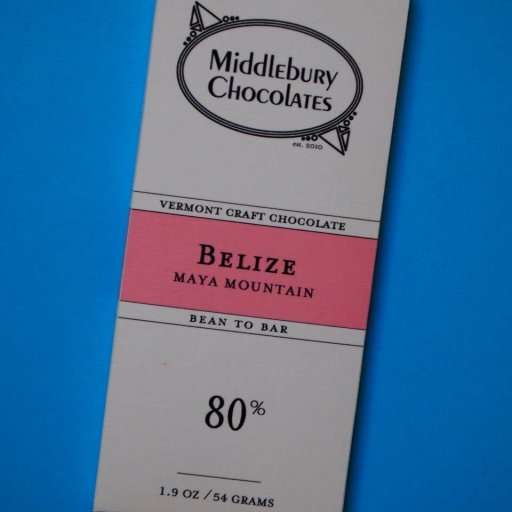 Middlebury
Chocolates
est. 2010
VERMONT CRAFT CHOCOLATE
BELIZE
MAYA MOUNTAIN
BEAN TO BAR
80%
1.9 OZ / 54 GRAMS